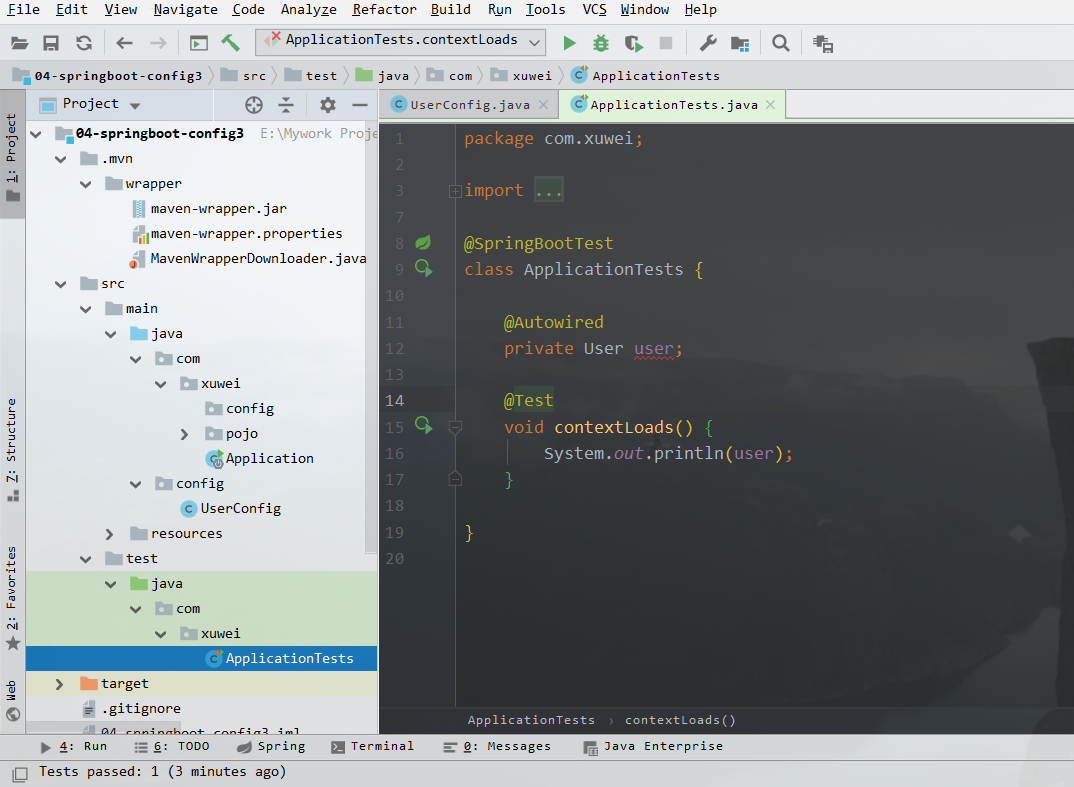 File Edit View Navigate Code Analyze Refactor Build Run Tools VCS Window Help
ApplicationTests.contextLoads
04-springboot-config3 src test java com xuwei ApplicationTests
1: Project
Z: Structure
2: Favorites
Web
Project
04-springboot-config3 E:\Mywork Proje
.mvn
wrapper
maven-wrapper.jar
maven-wrapper.properties
MavenWrapperDownloader.java
src
main
java
com
xuwei
config
pojo
Application
config
UserConfig
resources
test
java
com
xuwei
ApplicationTests
target
.gitignore
04-springboot-config3.iml
UserConfig.java ApplicationTests.java
1 package com.xuwei;
2
3 import ...
7
8 @SpringBootTest
9 class ApplicationTests {
10
11 @Autowired
12 private User user;
13
14 @Test
15 void contextLoads() {
16 System.out.println(user);
17 }
18
19 }
20
ApplicationTests › contextLoads()
4: Run 6: TODO Spring Terminal 0: Messages Java Enterprise
Tests passed: 1 (3 minutes ago)